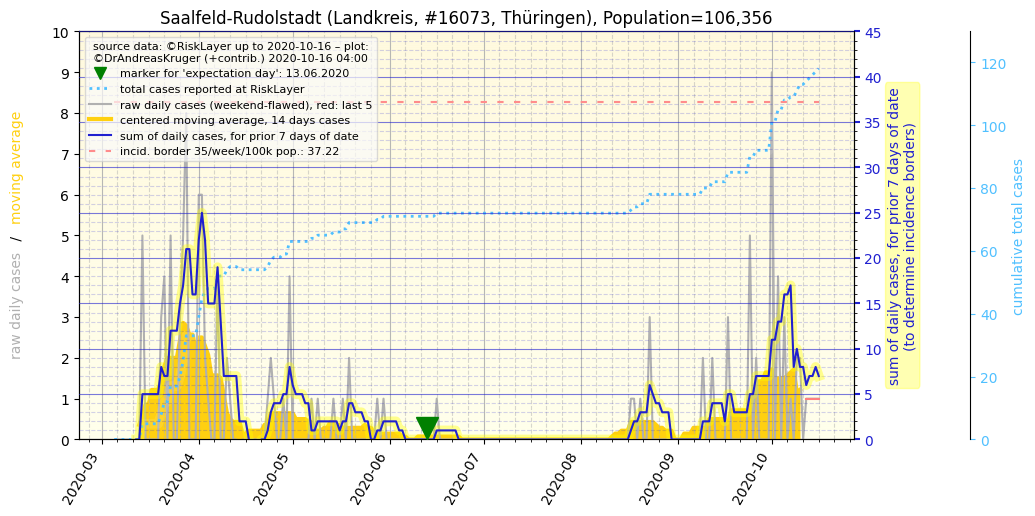 Saalfeld-Rudolstadt (Landkreis, #16073, Thüringen), Population=106,356
source data: ©RiskLayer up to 2020-10-16 – plot:
©DrAndreasKruger (+contrib.) 2020-10-16 04:00
marker for 'expectation day': 13.06.2020
total cases reported at RiskLayer
raw daily cases (weekend-flawed), red: last 5
centered moving average, 14 days cases
sum of daily cases, for prior 7 days of date
incid. border 35/week/100k pop.: 37.22
raw daily cases / moving average
10
9
8
7
6
5
4
3
2
1
0
2020-03
2020-04
2020-05
2020-06
2020-07
2020-08
2020-09
2020-10
45
40
35
30
25
20
15
10
5
0
sum of daily cases, for prior 7 days of date
(to determine incidence borders)
120
100
80
60
40
20
0
cumulative total cases